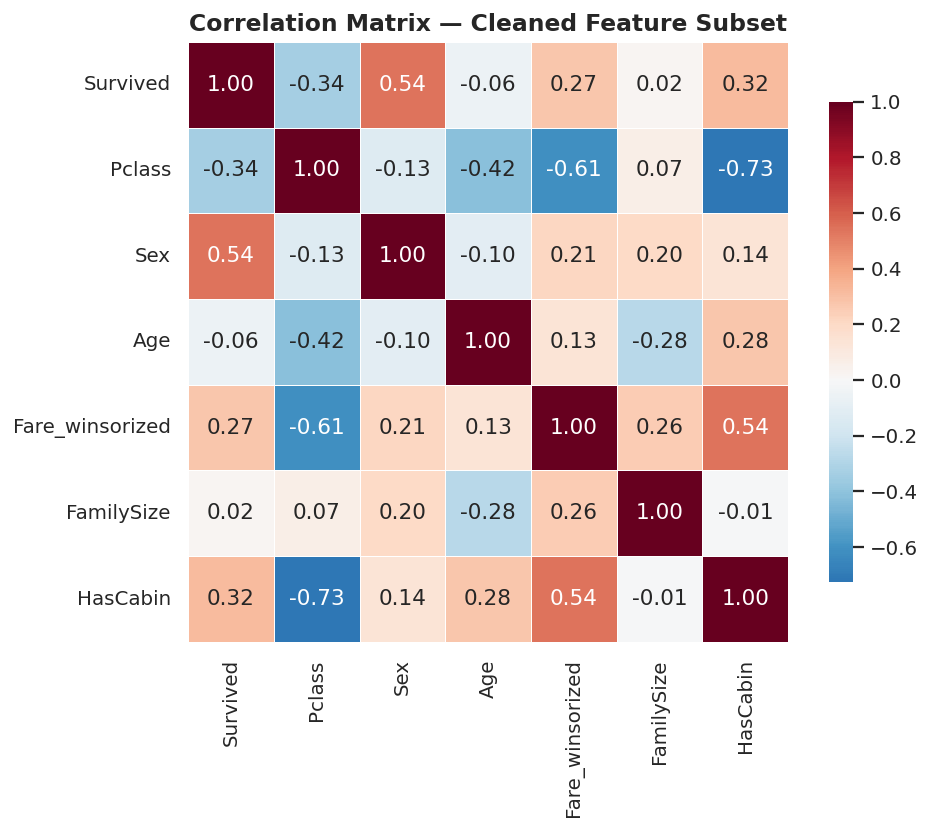 Correlation Matrix — Cleaned Feature Subset
Survived 1.00 -0.34 0.54 -0.06 0.27 0.02 0.32
Pclass -0.34 1.00 -0.13 -0.42 -0.61 0.07 -0.73
Sex 0.54 -0.13 1.00 -0.10 0.21 0.20 0.14
Age -0.06 -0.42 -0.10 1.00 0.13 -0.28 0.28
Fare_winsorized 0.27 -0.61 0.21 0.13 1.00 0.26 0.54
FamilySize 0.02 0.07 0.20 -0.28 0.26 1.00 -0.01
HasCabin 0.32 -0.73 0.14 0.28 0.54 -0.01 1.00
Survived Pclass Sex Age Fare_winsorized FamilySize HasCabin
1.0
0.8
0.6
0.4
0.2
0.0
−0.2
−0.4
−0.6